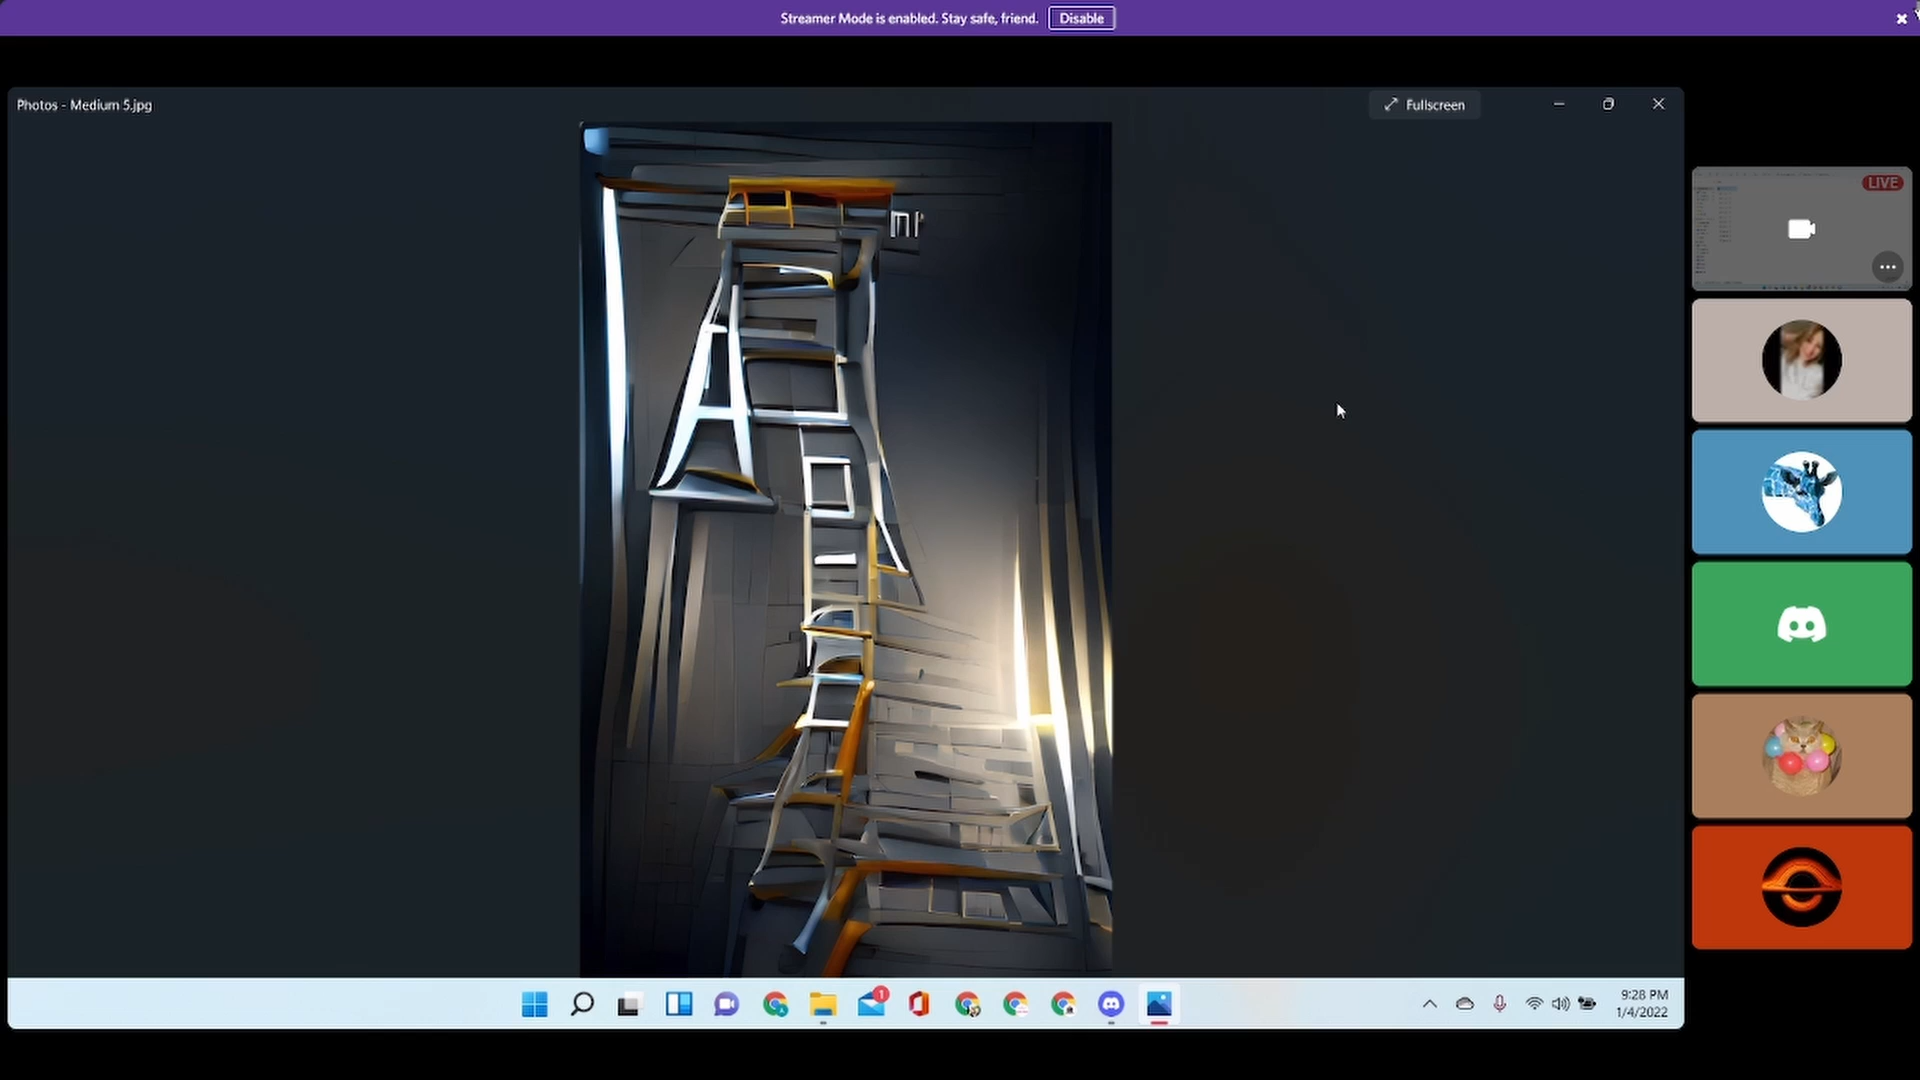 Streamer Mode is enabled. Stay safe, friend. Disable
Photos - Medium 5.jpg
Fullscreen
LIVE
1
9:28 PM
1/4/2022